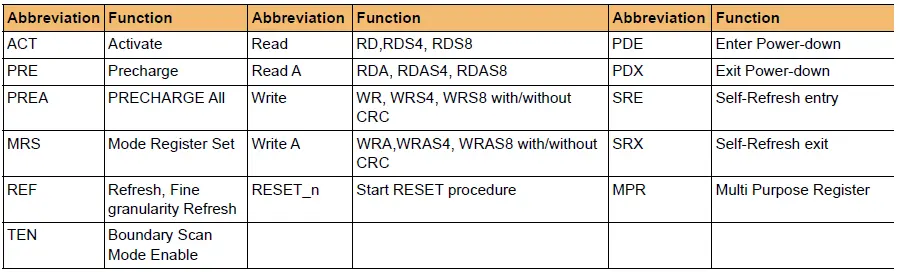 Abbreviation Function Abbreviation Function Abbreviation Function
ACT Activate Read RD,RDS4, RDS8 PDE Enter Power-down
PRE Precharge Read A RDA, RDAS4, RDAS8 PDX Exit Power-down
PREA PRECHARGE All Write WR, WRS4, WRS8 with/without SRE Self-Refresh entry
CRC
MRS Mode Register Set Write A WRA,WRAS4, WRAS8 with/without SRX Self-Refresh exit
CRC
REF Refresh, Fine RESET_n Start RESET procedure MPR Multi Purpose Register
granularity Refresh
TEN Boundary Scan
Mode Enable